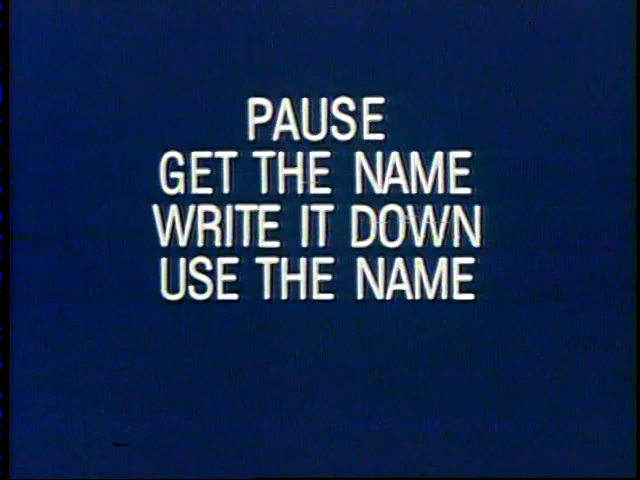 PAUSE
GET THE NAME
WRITE IT DOWN
USE THE NAME